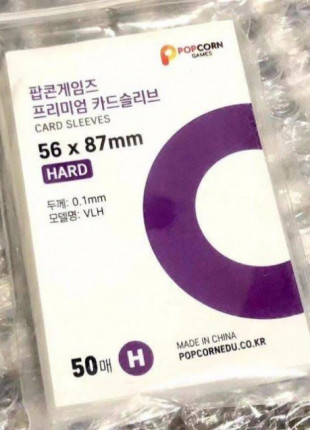 POPCORN
GAMES
팝콘게임즈
프리미엄 카드슬리브
CARD SLEEVES
56 x 87mm
HARD
두께: 0.1mm
모델명: VLH
MADE IN CHINA
POPCORNEDU.CO.KR
50매 H